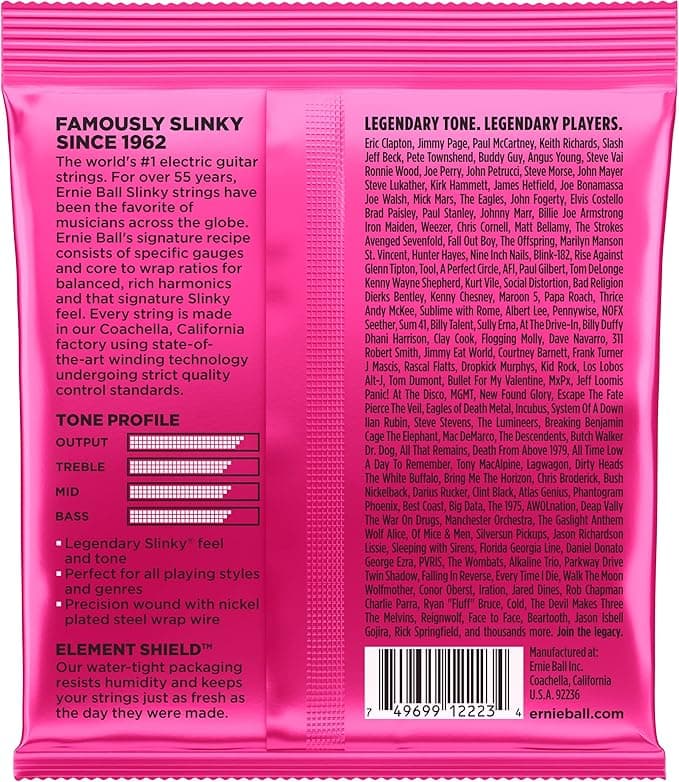 FAMOUSLY SLINKY
SINCE 1962
The world's #1 electric guitar
strings. For over 55 years,
Ernie Ball Slinky strings have
been the favorite of
musicians across the globe.
Ernie Ball's signature recipe
consists of specific gauges
and core to wrap ratios for
balanced, rich harmonics
and that signature Slinky
feel. Every string is made
in our Coachella, California
factory using state-of-
the-art winding technology
undergoing strict quality
control standards.
TONE PROFILE
OUTPUT
TREBLE
MID
BASS
▪ Legendary Slinky® feel
and tone
▪ Perfect for all playing styles
and genres
▪ Precision wound with nickel
plated steel wrap wire
ELEMENT SHIELD™
Our water-tight packaging
resists humidity and keeps
your strings just as fresh as
the day they were made.
LEGENDARY TONE. LEGENDARY PLAYERS.
Eric Clapton, Jimmy Page, Paul McCartney, Keith Richards, Slash
Jeff Beck, Pete Townshend, Buddy Guy, Angus Young, Steve Vai
Ronnie Wood, Joe Perry, John Petrucci, Steve Morse, John Mayer
Steve Lukather, Kirk Hammett, James Hetfield, Joe Bonamassa
Joe Walsh, Mick Mars, The Eagles, John Fogerty, Elvis Costello
Brad Paisley, Paul Stanley, Johnny Marr, Billie Joe Armstrong
Iron Maiden, Weezer, Chris Cornell, Matt Bellamy, The Strokes
Avenged Sevenfold, Fall Out Boy, The Offspring, Marilyn Manson
St. Vincent, Hunter Hayes, Nine Inch Nails, Blink-182, Rise Against
Glenn Tipton, Tool, A Perfect Circle, AFI, Paul Gilbert, Tom DeLonge
Kenny Wayne Shepherd, Kurt Vile, Social Distortion, Bad Religion
Dierks Bentley, Kenny Chesney, Maroon 5, Papa Roach, Thrice
Andy McKee, Sublime with Rome, Albert Lee, Pennywise, NOFX
Seether, Sum 41, Billy Talent, Sully Erna, At The Drive-In, Billy Duffy
Dhani Harrison, Clay Cook, Flogging Molly, Dave Navarro, 311
Robert Smith, Jimmy Eat World, Courtney Barnett, Frank Turner
J Mascis, Rascal Flatts, Dropkick Murphys, Kid Rock, Los Lobos
Alt-J, Tom Dumont, Bullet For My Valentine, MxPx, Jeff Loomis
Panic! At The Disco, MGMT, New Found Glory, Escape The Fate
Pierce The Veil, Eagles of Death Metal, Incubus, System Of A Down
Ilan Rubin, Steve Stevens, The Lumineers, Breaking Benjamin
Cage The Elephant, Mac DeMarco, The Descendents, Butch Walker
Dr. Dog, All That Remains, Death From Above 1979, All Time Low
A Day To Remember, Tony MacAlpine, Lagwagon, Dirty Heads
The White Buffalo, Bring Me The Horizon, Chris Broderick, Bush
Nickelback, Darius Rucker, Clint Black, Atlas Genius, Phantogram
Phoenix, Best Coast, Big Data, The 1975, AWOLnation, Deap Vally
The War On Drugs, Manchester Orchestra, The Gaslight Anthem
Wolf Alice, Of Mice & Men, Silversun Pickups, Jason Richardson
Lissie, Sleeping with Sirens, Florida Georgia Line, Daniel Donato
George Ezra, PVRIS, The Wombats, Alkaline Trio, Parkway Drive
Twin Shadow, Falling In Reverse, Every Time I Die, Walk The Moon
Wolfmother, Conor Oberst, Iration, Jared Dines, Rob Chapman
Charlie Parra, Ryan "Fluff" Bruce, Cold, The Devil Makes Three
The Melvins, Reignwolf, Face to Face, Beartooth, Jason Isbell
Gojira, Rick Springfield, and thousands more. Join the legacy.
7 49699 12223 4
Manufactured at:
Ernie Ball Inc.
Coachella, California
U.S.A. 92236
ernieball.com